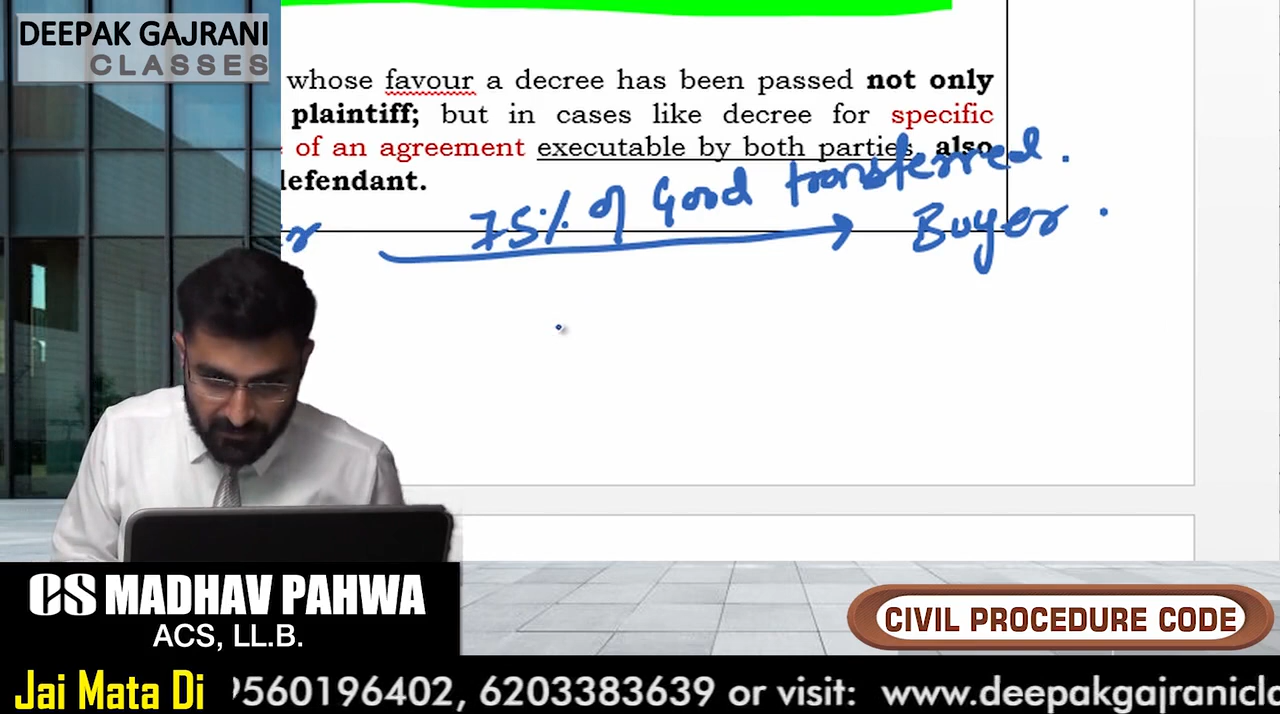 DEEPAK GAJRANI
CLASSES
whose favour a decree has been passed not only
plaintiff; but in cases like decree for specific
of an agreement executable by both parties, also
defendant.
75% of Good transferred.
Buyer.
CS MADHAV PAHWA
ACS, LL.B.
CIVIL PROCEDURE CODE
Jai Mata Di
9560196402, 6203383639 or visit: www.deepakgajranicla